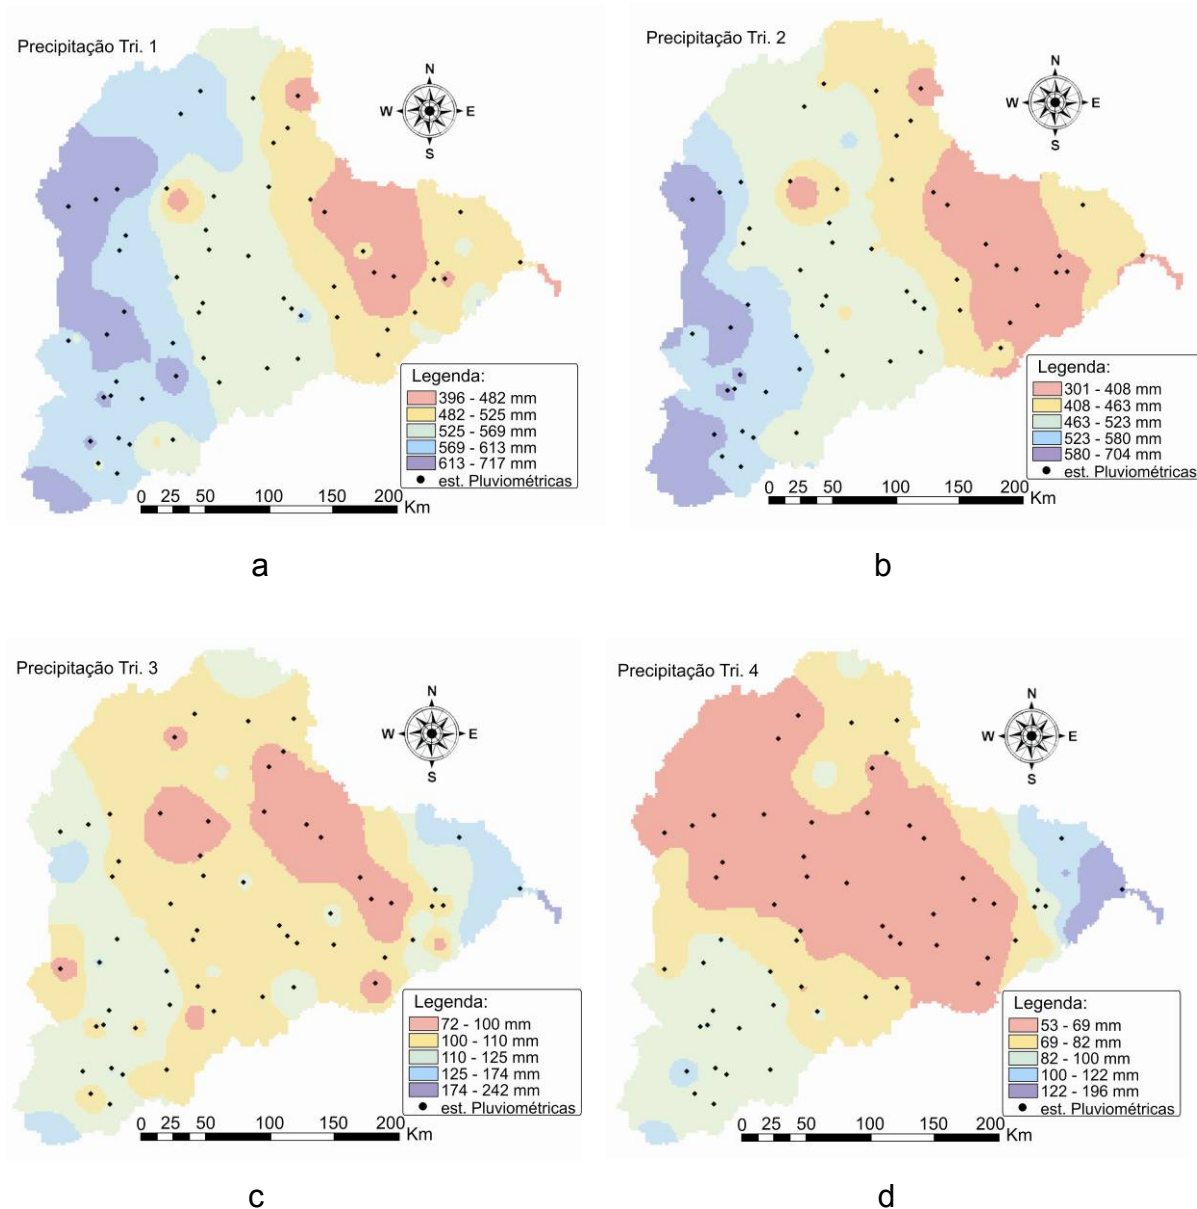 Precipitação Tri. 1
N
W E
S
Legenda:
396 - 482 mm
482 - 525 mm
525 - 569 mm
569 - 613 mm
613 - 717 mm
est. Pluviométricas
0 25 50 100 150 200
Km
a
Precipitação Tri. 2
N
W E
S
Legenda:
301 - 408 mm
408 - 463 mm
463 - 523 mm
523 - 580 mm
580 - 704 mm
est. Pluviométricas
0 25 50 100 150 200
Km
b
Precipitação Tri. 3
N
W E
S
Legenda:
72 - 100 mm
100 - 110 mm
110 - 125 mm
125 - 174 mm
174 - 242 mm
est. Pluviométricas
0 25 50 100 150 200
Km
c
Precipitação Tri. 4
N
W E
S
Legenda:
53 - 69 mm
69 - 82 mm
82 - 100 mm
100 - 122 mm
122 - 196 mm
est. Pluviométricas
0 25 50 100 150 200
Km
d